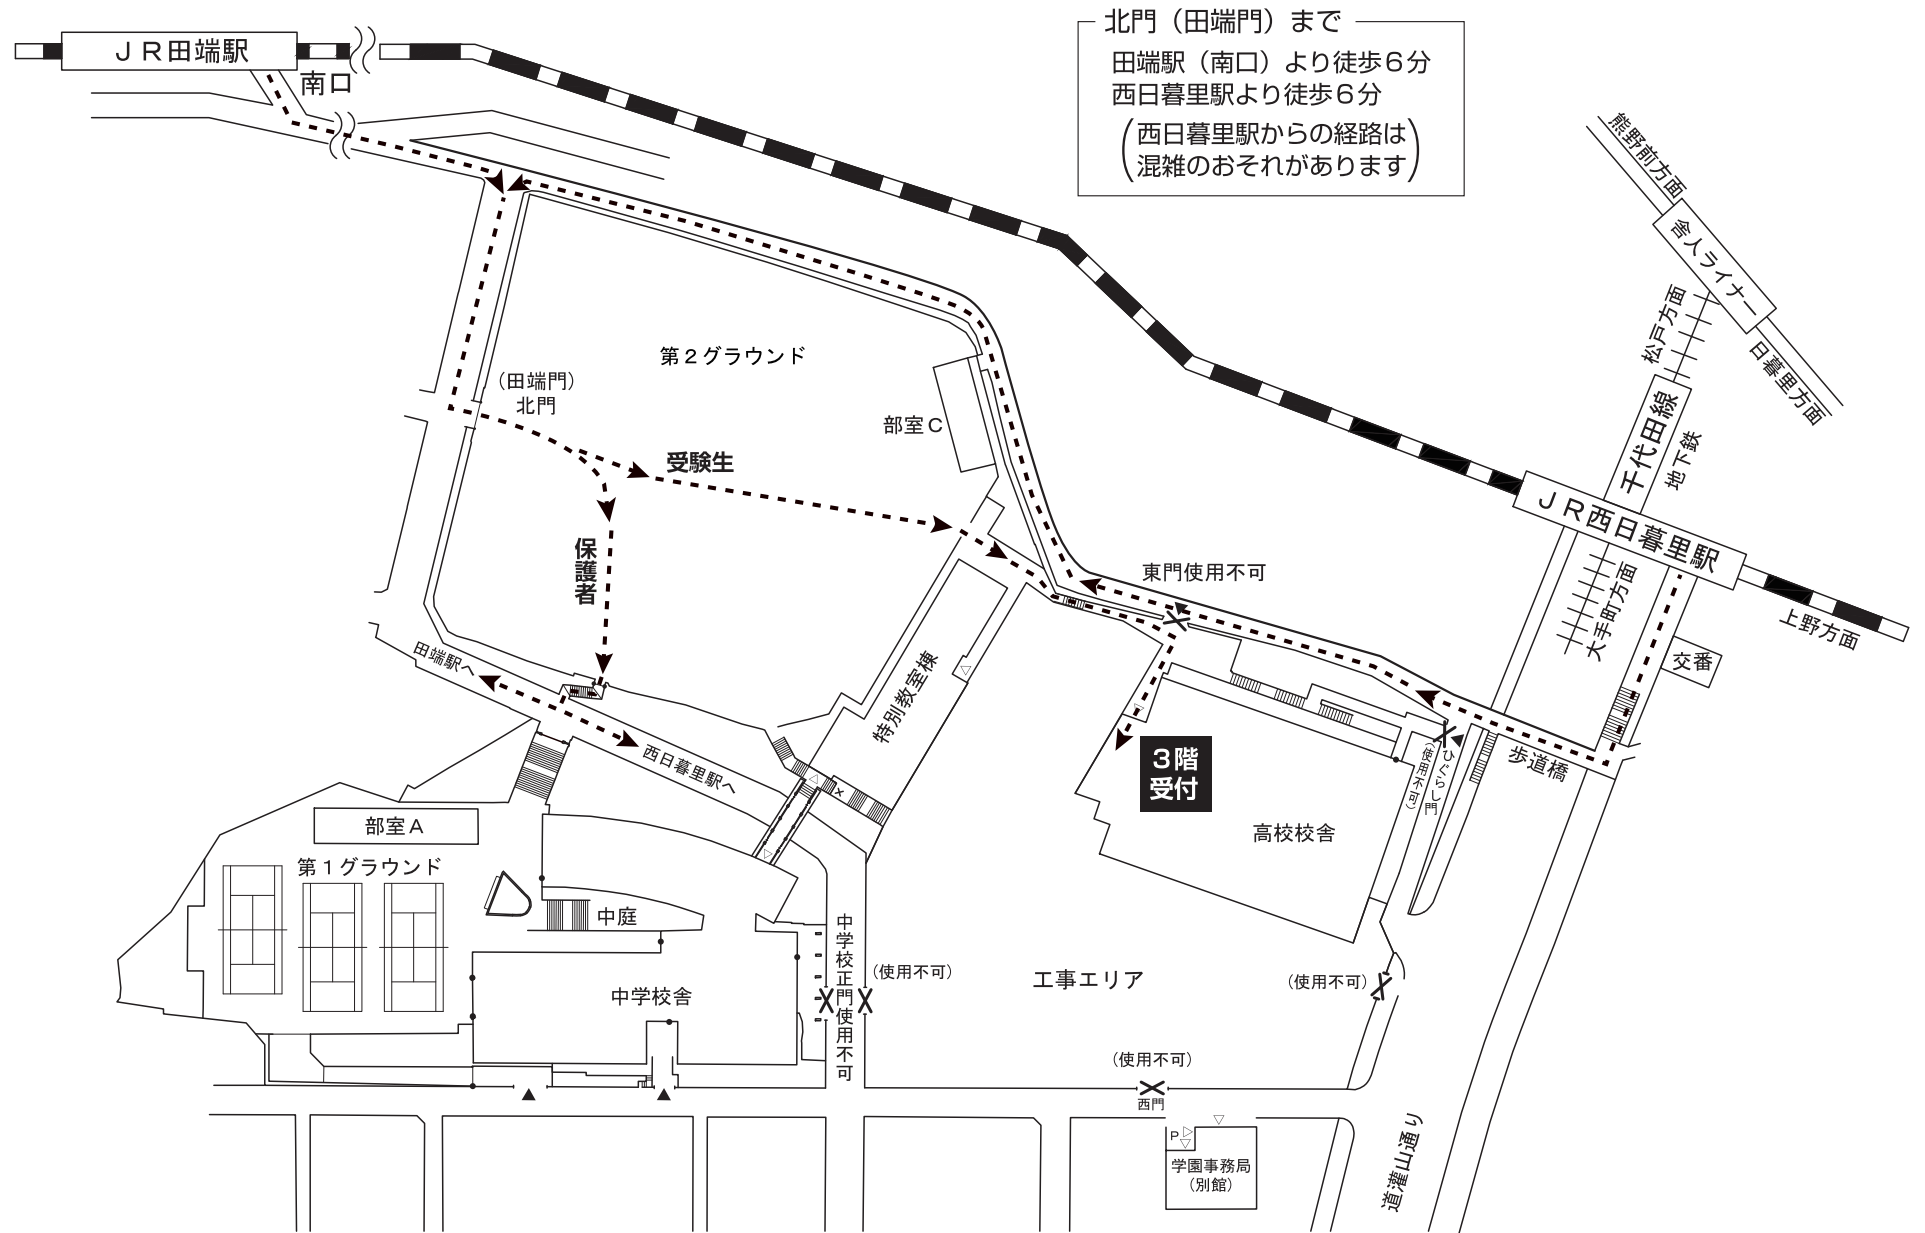 北門（田端門）まで
田端駅（南口）より徒歩６分
西日暮里駅より徒歩６分
（西日暮里駅からの経路は
混雑のおそれがあります）
ＪＲ田端駅
南口
熊野前方面
舎人ライナー
日暮里方面
松戸方面
千代田線
地下鉄
ＪＲ西日暮里駅
大手町方面
上野方面
交番
第２グラウンド
（田端門）
北門
部室Ｃ
受験生
保護者
東門使用不可
田端駅へ
西日暮里駅へ
特別教室棟
３階
受付
歩道橋
ひぐらし門
（使用不可）
高校校舎
部室Ａ
第１グラウンド
中庭
中学校舎
中学校正門使用不可
（使用不可）
工事エリア
（使用不可）
（使用不可）
西門
P
学園事務局
（別館）
道灌山通り